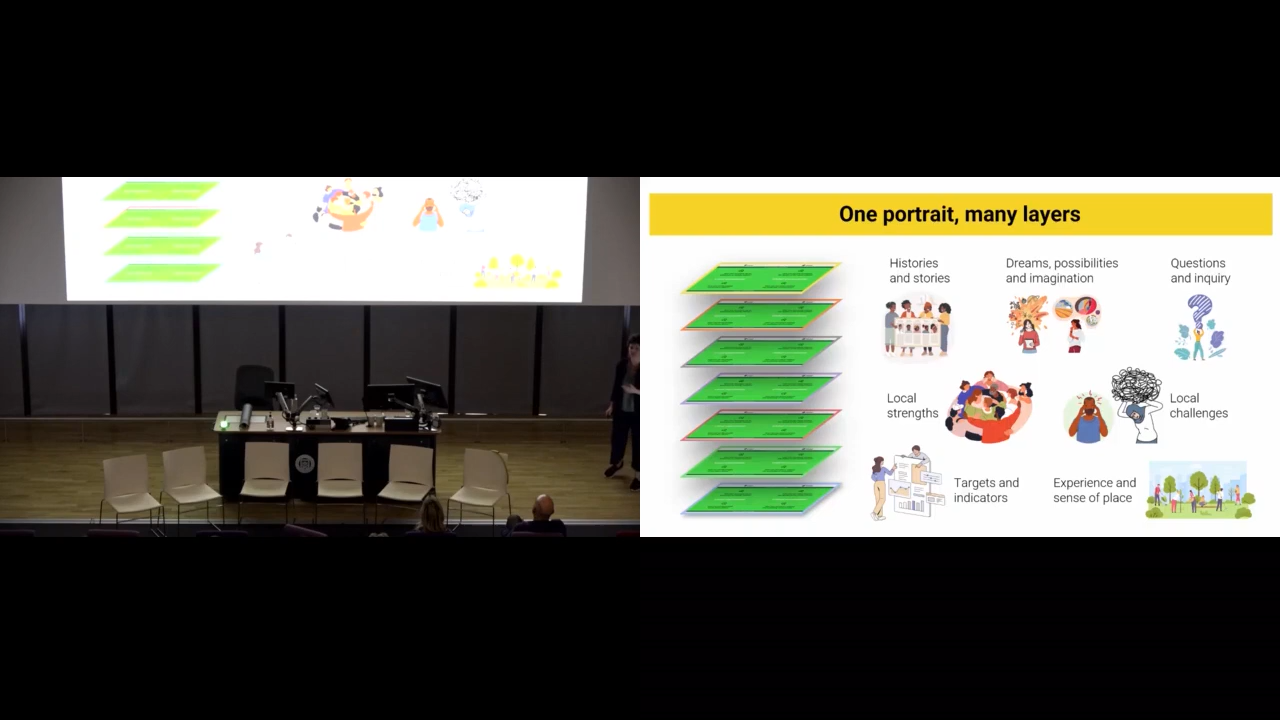 One portrait, many layers
Histories
and stories
Dreams, possibilities
and imagination
Questions
and inquiry
Local
strengths
Local
challenges
Targets and
indicators
Experience and
sense of place